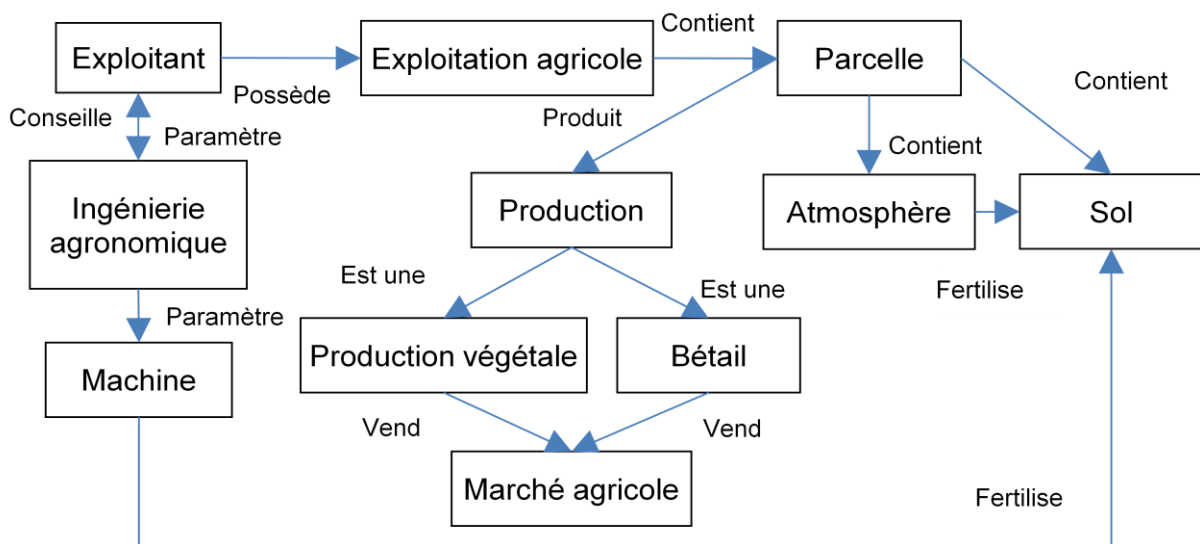 Contient
Exploitant
Exploitation agricole
Parcelle
Possède
Contient
Conseille
Paramètre
Produit
Contient
Ingénierie
agronomique
Production
Atmosphère
Sol
Est une
Est une
Fertilise
Paramètre
Production végétale
Bétail
Machine
Vend
Vend
Marché agricole
Fertilise